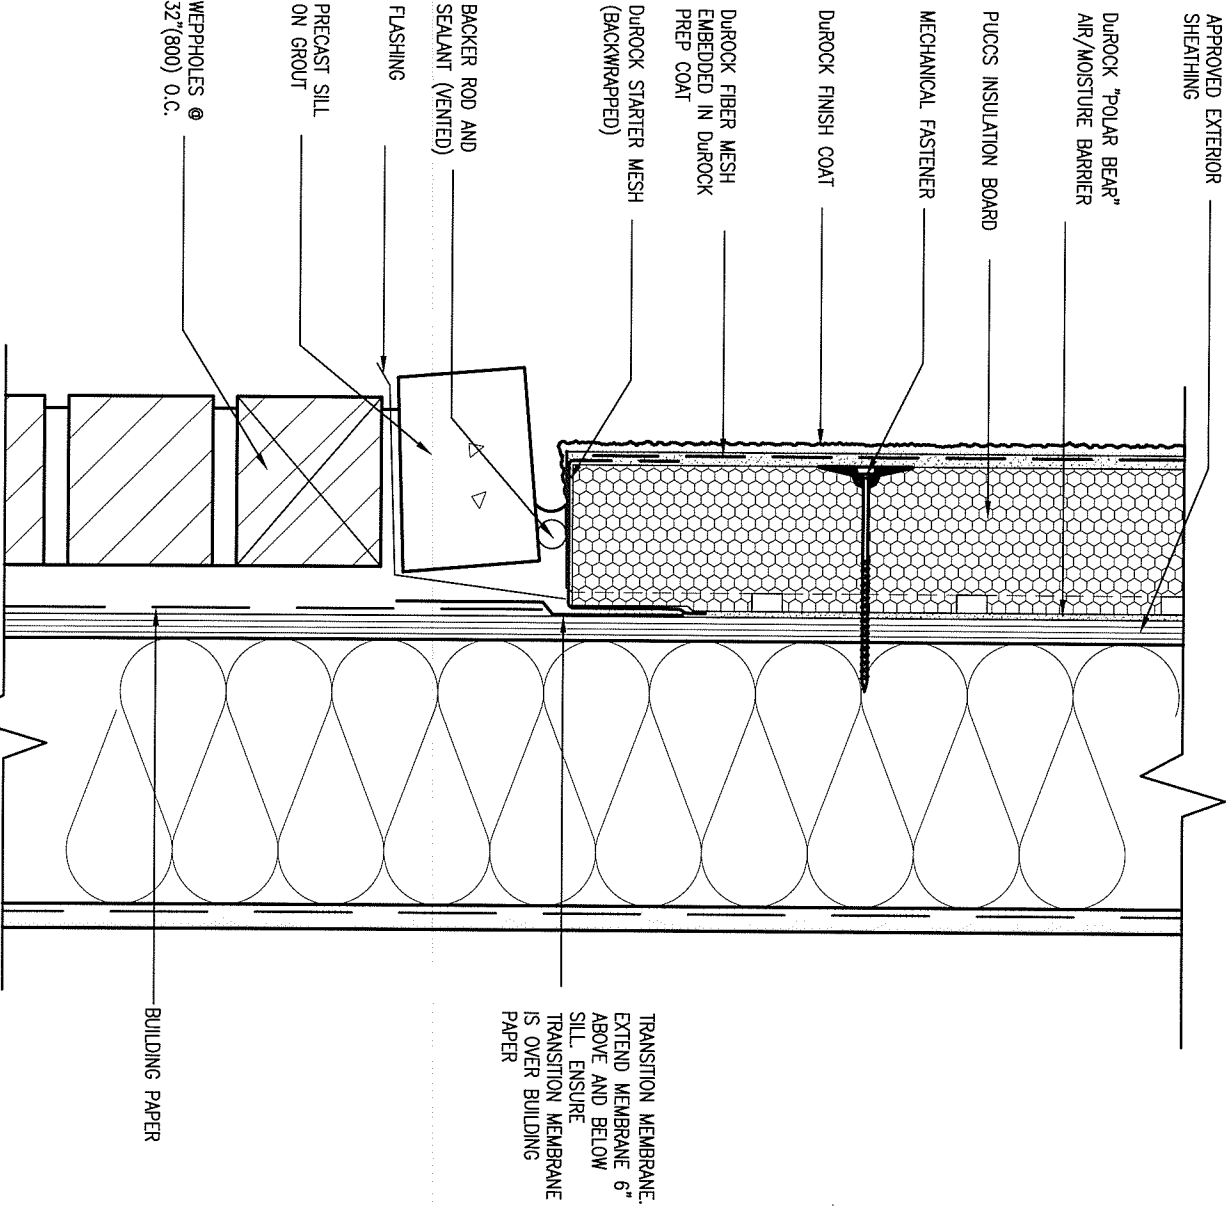 APPROVED EXTERIOR
SHEATHING
DuROCK "POLAR BEAR"
AIR/MOISTURE BARRIER
PUCCS INSULATION BOARD
MECHANICAL FASTENER
DuROCK FINISH COAT
DuROCK FIBER MESH
EMBEDDED IN DuROCK
PREP COAT
DuROCK STARTER MESH
(BACKWRAPPED)
BACKER ROD AND
SEALANT (VENTED)
FLASHING
PRECAST SILL
ON GROUT
WEPPHOLES @
32"(800) O.C.
TRANSITION MEMBRANE.
EXTEND MEMBRANE 6"
ABOVE AND BELOW
SILL. ENSURE
TRANSITION MEMBRANE
IS OVER BUILDING
PAPER
BUILDING PAPER